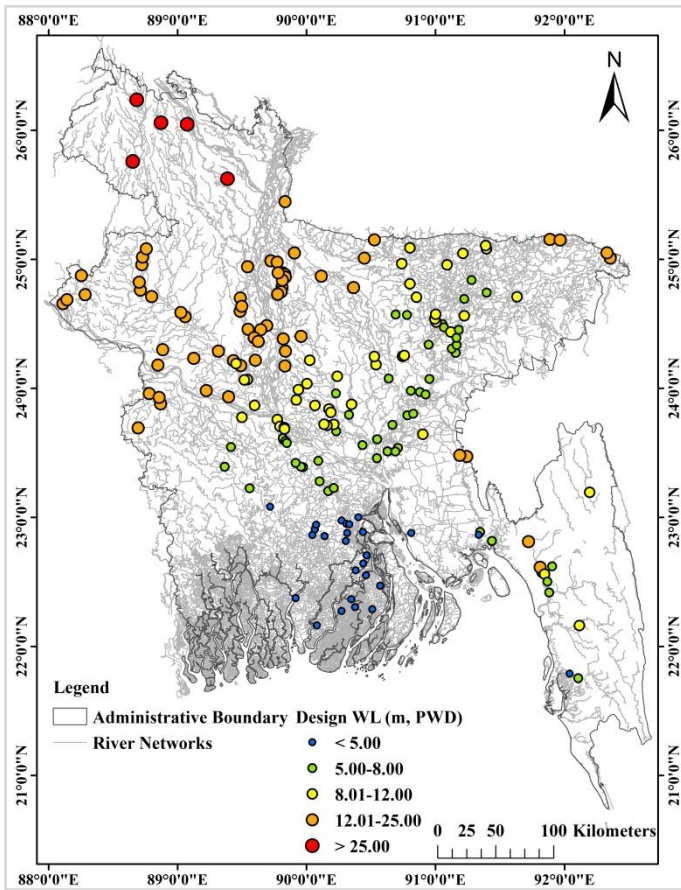 88°0'0"E 89°0'0"E 90°0'0"E 91°0'0"E 92°0'0"E
N
26°0'0"N 26°0'0"N
25°0'0"N 25°0'0"N
24°0'0"N 24°0'0"N
23°0'0"N 23°0'0"N
22°0'0"N 22°0'0"N
Legend
Administrative Boundary Design WL (m, PWD)
River Networks
< 5.00
5.00-8.00
21°0'0"N 21°0'0"N
8.01-12.00
12.01-25.00
> 25.00
0 25 50 100 Kilometers
88°0'0"E 89°0'0"E 90°0'0"E 91°0'0"E 92°0'0"E